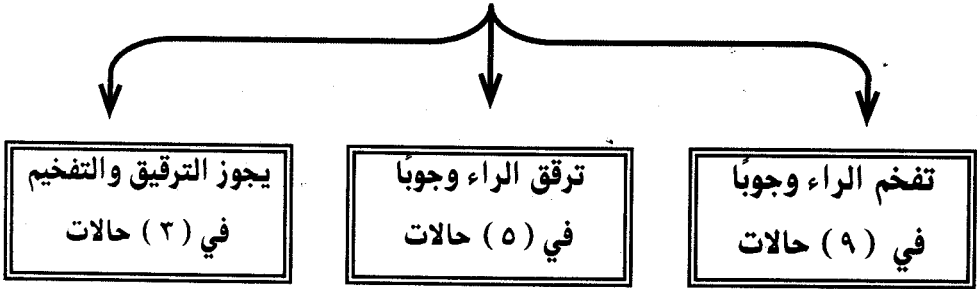 تفخم الراء وجوبًا
في (٩) حالات
ترقق الراء وجوبًا
في (٥) حالات
يجوز الترقيق والتفخيم
في (٣) حالات